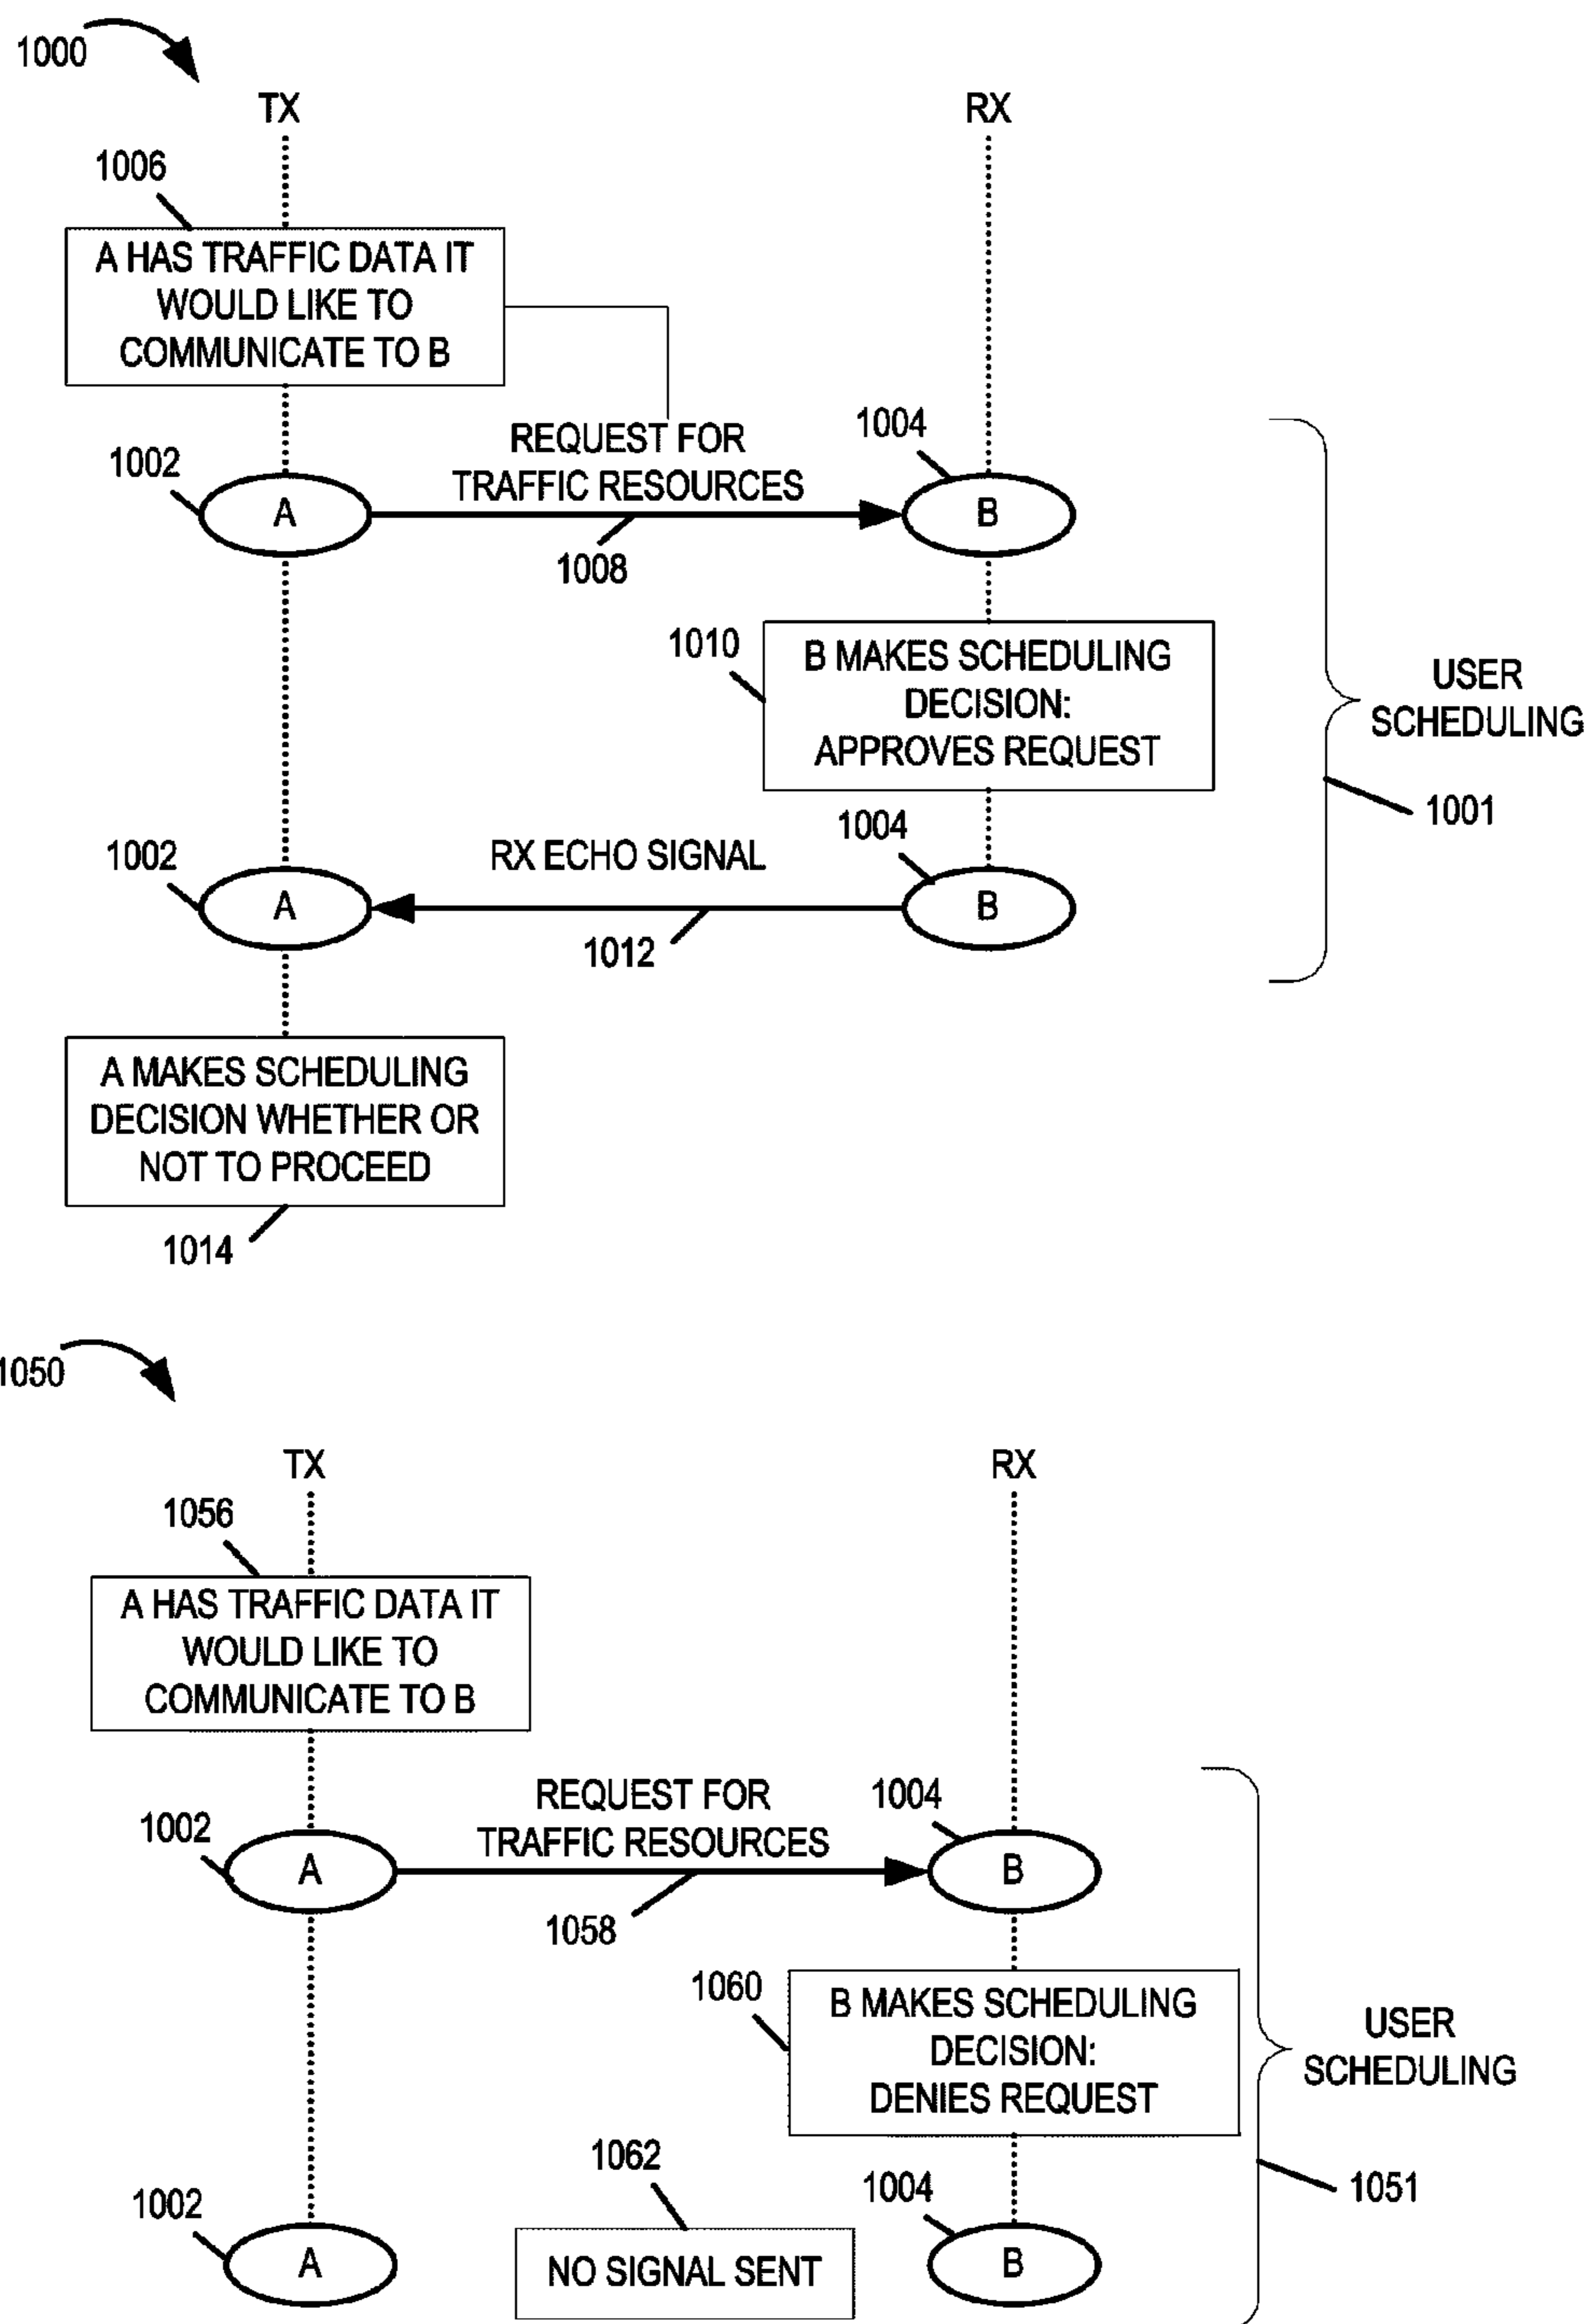 1000
TX
RX
1006
A HAS TRAFFIC DATA IT
WOULD LIKE TO
COMMUNICATE TO B
REQUEST FOR
TRAFFIC RESOURCES
1004
1002
A
B
1008
1010
B MAKES SCHEDULING
DECISION:
APPROVES REQUEST
USER
SCHEDULING
1001
1004
1002
RX ECHO SIGNAL
A
B
1012
A MAKES SCHEDULING
DECISION WHETHER OR
NOT TO PROCEED
1014
1050
TX
RX
1056
A HAS TRAFFIC DATA IT
WOULD LIKE TO
COMMUNICATE TO B
REQUEST FOR
TRAFFIC RESOURCES
1004
1002
A
B
1058
1060
B MAKES SCHEDULING
DECISION:
DENIES REQUEST
USER
SCHEDULING
1051
1062
1004
1002
A
NO SIGNAL SENT
B